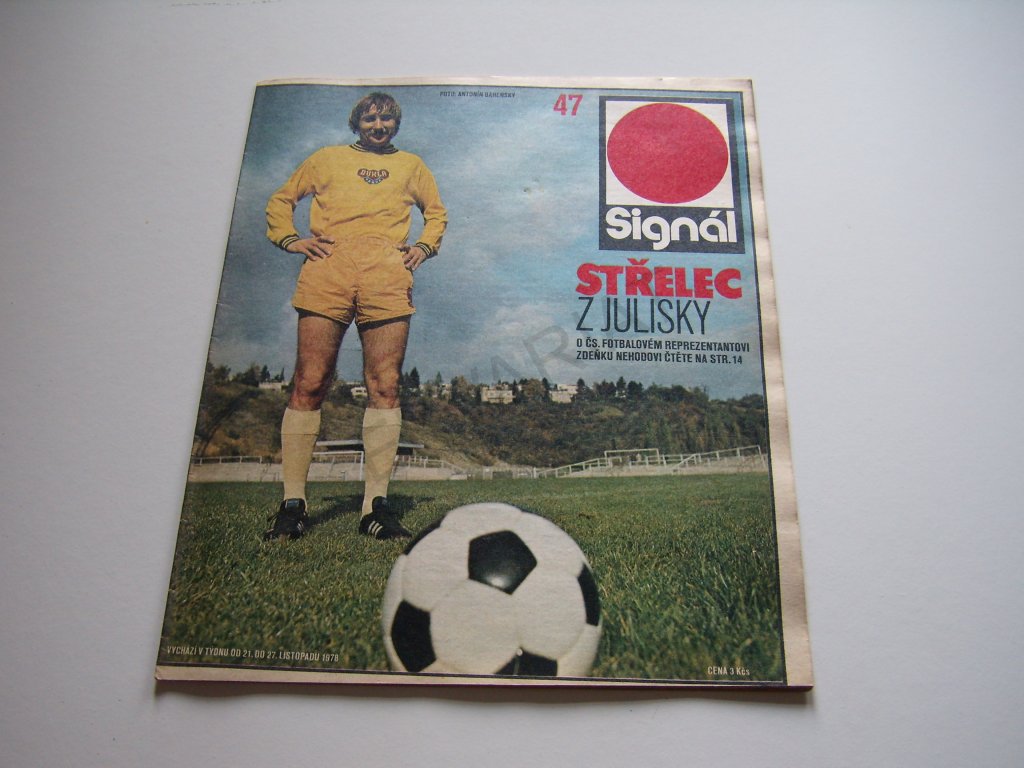 FOTO: ANTONÍN BAHENSKÝ
47
Signál
DUKLA
STŘELEC
Z JULISKY
O ČS. FOTBALOVÉM REPREZENTANTOVI
ZDEŇKU NEHODOVI ČTĚTE NA STR. 14
VYCHÁZÍ V TÝDNU OD 21. DO 27. LISTOPADU 1978
CENA 3 Kčs